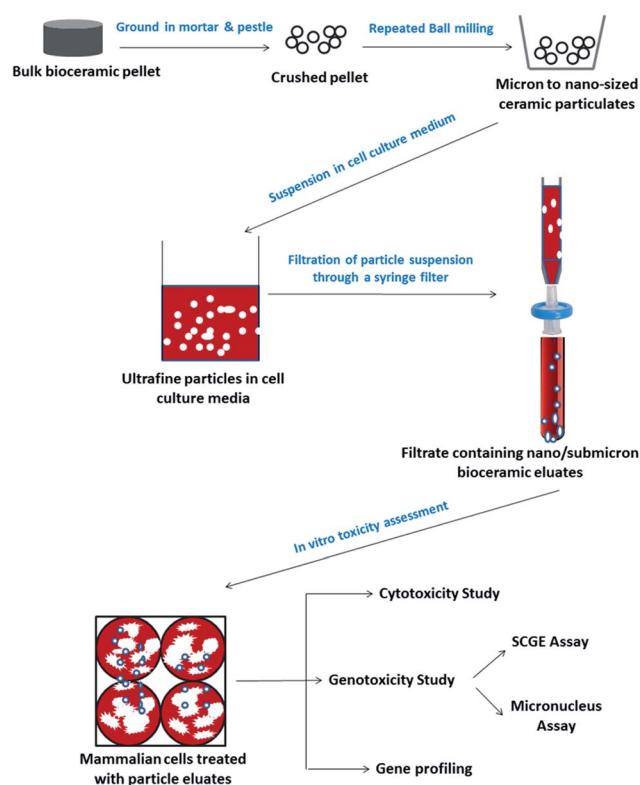 Ground in mortar & pestle
Repeated Ball milling
Bulk bioceramic pellet
Crushed pellet
Micron to nano-sized
ceramic particulates
Suspension in cell culture medium
Filtration of particle suspension
through a syringe filter
Ultrafine particles in cell
culture media
Filtrate containing nano/submicron
bioceramic eluates
In vitro toxicity assessment
Cytotoxicity Study
SCGE Assay
Genotoxicity Study
Micronucleus
Assay
Mammalian cells treated
with particle eluates
Gene profiling